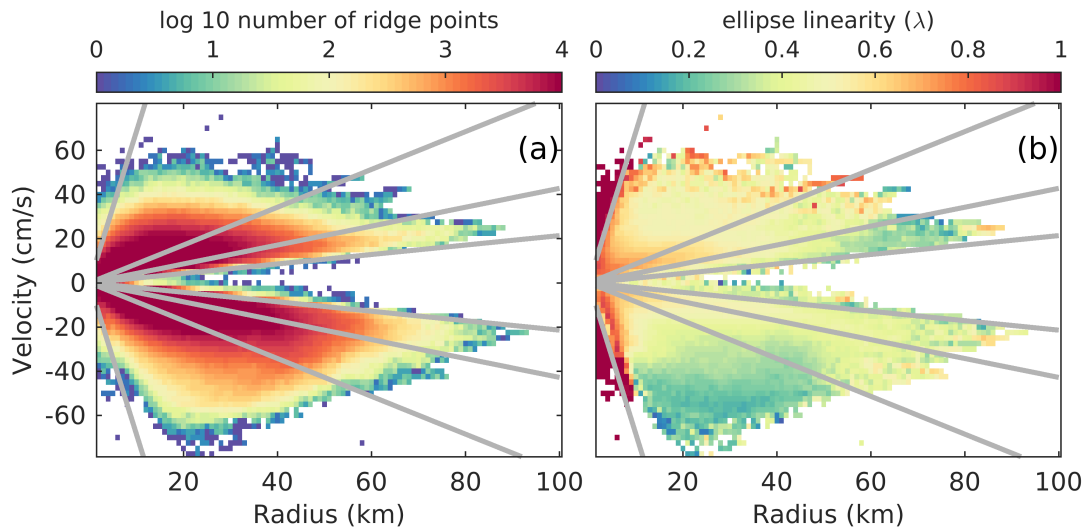 log 10 number of ridge points
0 1 2 3 4
(a)
Velocity (cm/s)
60
40
20
0
-20
-40
-60
20 40 60 80 100
Radius (km)
ellipse linearity (λ)
0 0.2 0.4 0.6 0.8 1
(b)
20 40 60 80 100
Radius (km)